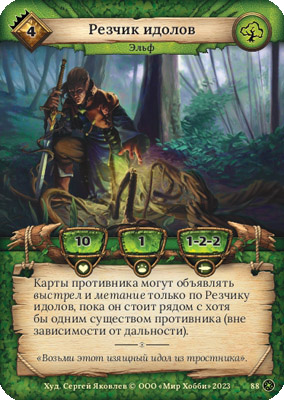 4
Резчик идолов
Эльф
10
1
1-2-2
Карты противника могут объявлять
выстрел и метание только по Резчику
идолов, пока он стоит рядом с хотя
бы одним существом противника (вне
зависимости от дальности).
«Возьми этот изящный идол из тростника».
Худ. Сергей Яковлев © ООО «Мир Хобби» 2023
88